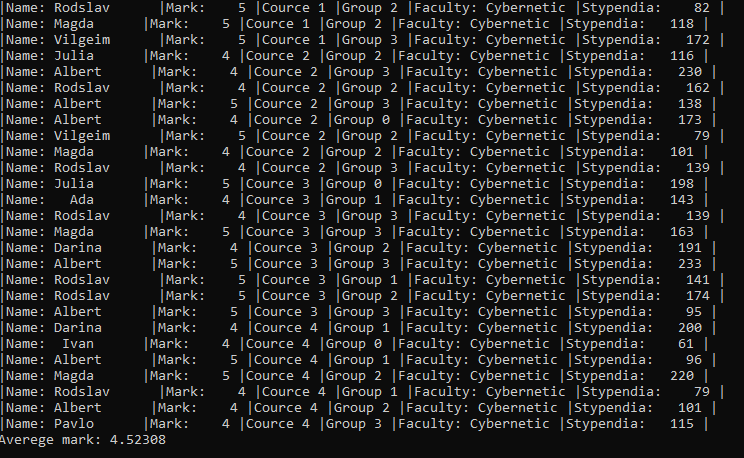 |Name: Rodslav      |Mark:    5 |Cource 1 |Group 2 |Faculty: Cybernetic |Stypendia:    82 |
|Name: Magda      |Mark:    5 |Cource 1 |Group 2 |Faculty: Cybernetic |Stypendia:   118 |
|Name: Vilgeim      |Mark:    5 |Cource 1 |Group 3 |Faculty: Cybernetic |Stypendia:   172 |
|Name: Julia      |Mark:    4 |Cource 2 |Group 2 |Faculty: Cybernetic |Stypendia:   116 |
|Name: Albert      |Mark:    4 |Cource 2 |Group 3 |Faculty: Cybernetic |Stypendia:   230 |
|Name: Rodslav      |Mark:    4 |Cource 2 |Group 2 |Faculty: Cybernetic |Stypendia:   162 |
|Name: Albert      |Mark:    5 |Cource 2 |Group 3 |Faculty: Cybernetic |Stypendia:   138 |
|Name: Albert      |Mark:    4 |Cource 2 |Group 0 |Faculty: Cybernetic |Stypendia:   173 |
|Name: Vilgeim      |Mark:    5 |Cource 2 |Group 2 |Faculty: Cybernetic |Stypendia:    79 |
|Name: Magda      |Mark:    4 |Cource 2 |Group 2 |Faculty: Cybernetic |Stypendia:   101 |
|Name: Rodslav      |Mark:    4 |Cource 2 |Group 3 |Faculty: Cybernetic |Stypendia:   139 |
|Name: Julia      |Mark:    5 |Cource 3 |Group 0 |Faculty: Cybernetic |Stypendia:   198 |
|Name:   Ada      |Mark:    4 |Cource 3 |Group 1 |Faculty: Cybernetic |Stypendia:   143 |
|Name: Rodslav      |Mark:    4 |Cource 3 |Group 3 |Faculty: Cybernetic |Stypendia:   139 |
|Name: Magda      |Mark:    5 |Cource 3 |Group 3 |Faculty: Cybernetic |Stypendia:   163 |
|Name: Darina      |Mark:    4 |Cource 3 |Group 2 |Faculty: Cybernetic |Stypendia:   191 |
|Name: Albert      |Mark:    5 |Cource 3 |Group 3 |Faculty: Cybernetic |Stypendia:   233 |
|Name: Rodslav      |Mark:    5 |Cource 3 |Group 1 |Faculty: Cybernetic |Stypendia:   141 |
|Name: Rodslav      |Mark:    5 |Cource 3 |Group 2 |Faculty: Cybernetic |Stypendia:   174 |
|Name: Albert      |Mark:    5 |Cource 3 |Group 3 |Faculty: Cybernetic |Stypendia:    95 |
|Name: Darina      |Mark:    4 |Cource 4 |Group 1 |Faculty: Cybernetic |Stypendia:   200 |
|Name:  Ivan      |Mark:    4 |Cource 4 |Group 0 |Faculty: Cybernetic |Stypendia:    61 |
|Name: Albert      |Mark:    5 |Cource 4 |Group 1 |Faculty: Cybernetic |Stypendia:    96 |
|Name: Magda      |Mark:    5 |Cource 4 |Group 2 |Faculty: Cybernetic |Stypendia:   220 |
|Name: Rodslav      |Mark:    4 |Cource 4 |Group 1 |Faculty: Cybernetic |Stypendia:    79 |
|Name: Albert      |Mark:    4 |Cource 4 |Group 2 |Faculty: Cybernetic |Stypendia:   101 |
|Name: Pavlo      |Mark:    4 |Cource 4 |Group 3 |Faculty: Cybernetic |Stypendia:   115 |
Averege mark: 4.52308